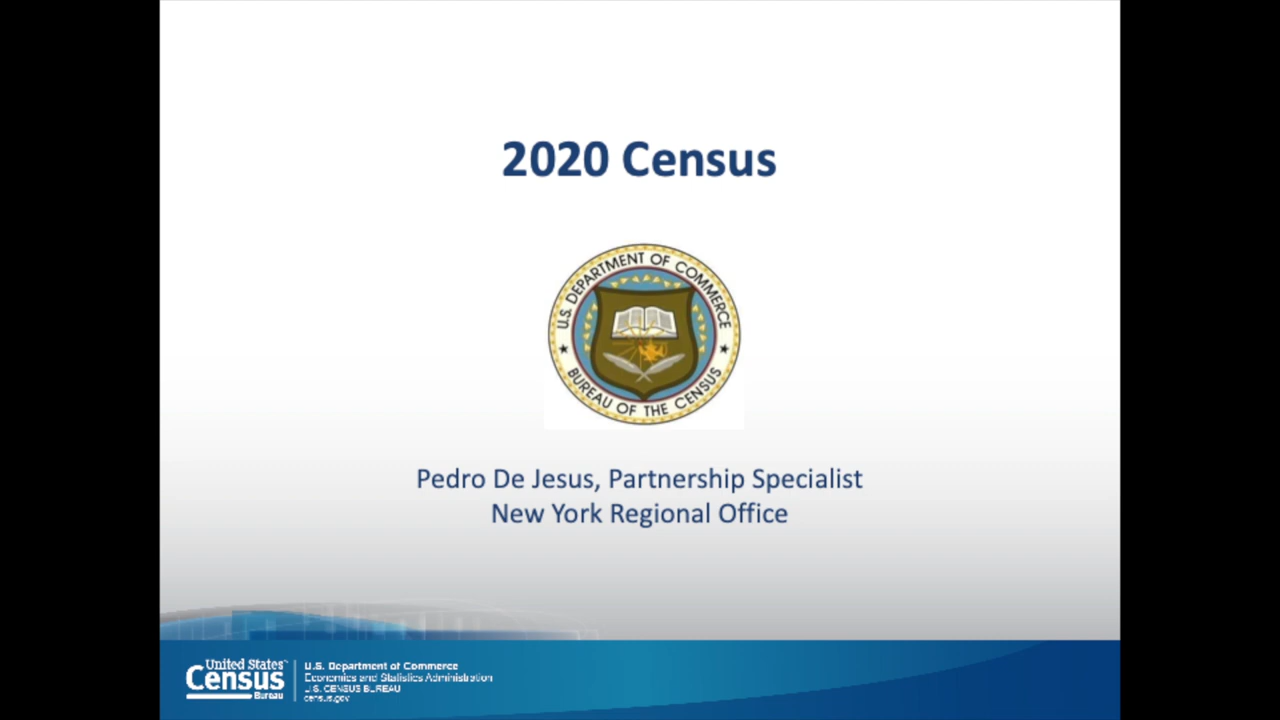 2020 Census
U.S. DEPARTMENT OF COMMERCE
BUREAU OF THE CENSUS
Pedro De Jesus, Partnership Specialist
New York Regional Office
United States™
Census
Bureau
U.S. Department of Commerce
Economics and Statistics Administration
U.S. CENSUS BUREAU
census.gov